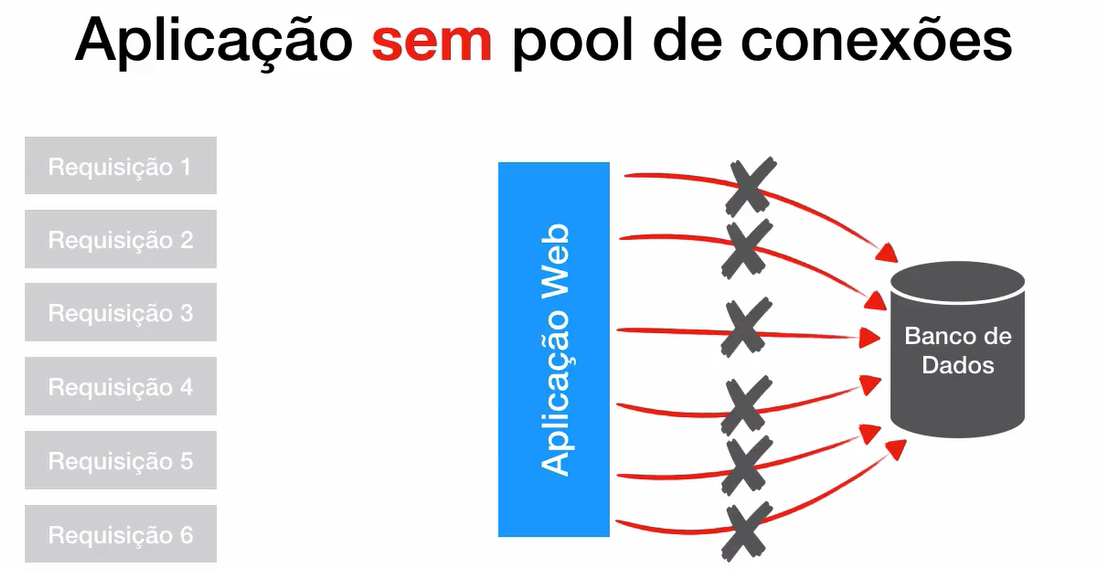 Aplicação sem pool de conexões
Requisição 1
Requisição 2
Requisição 3
Requisição 4
Requisição 5
Requisição 6
Aplicação Web
Banco de
Dados